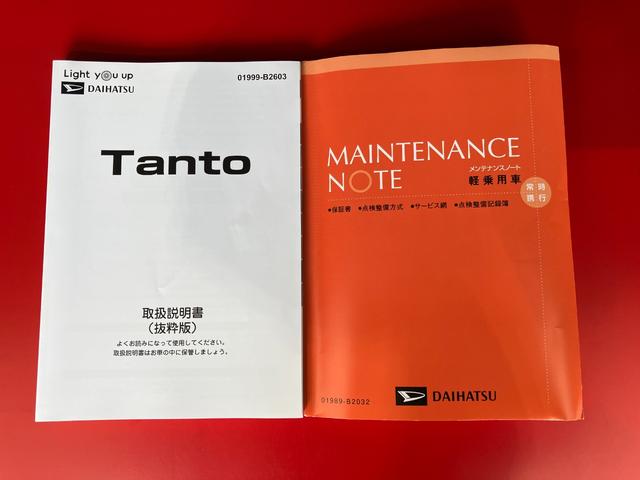 Light you up
DAIHATSU
01999-B2603
Tanto
取扱説明書
（抜粋版）
よくお読みになって使用してください。
取扱説明書はお車の中に保管しましょう。
MAINTENANCE
NOTE
メンテナンスノート
軽乗用車
常時
携行
●保証書 ●点検整備方式 ●サービス網 ●点検整備記録簿
01989-B2032
DAIHATSU